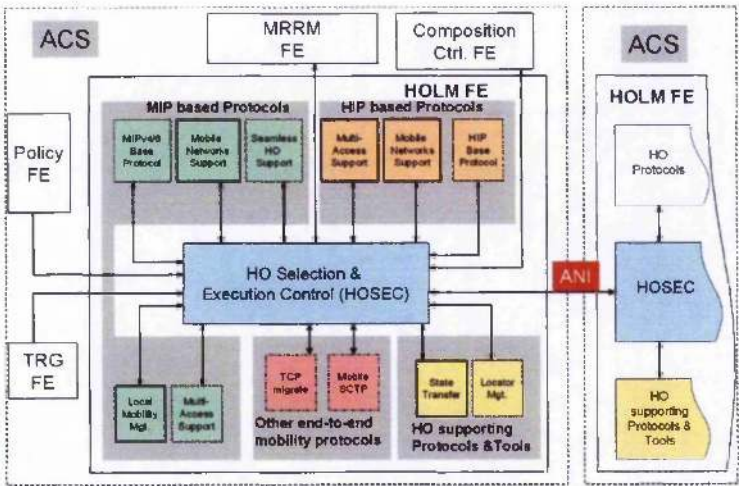 ACS
MRRM
FE
Composition
Ctrl. FE
ACS
HOLM FE
MIP based Protocols
HIP based Protocols
MIPv4/6
Base
Protocol
Mobile
Networks
Support
Seamless
HO
Support
Multi-
Access
Support
Mobile
Networks
Support
HIP
Base
Protocol
Policy
FE
HO Selection &
Execution Control (HOSEC)
TRG
FE
Local
Mobility
Mgt.
Multi-
Access
Support
TCP
migrate
Mobile
SCTP
Other end-to-end
mobility protocols
State
Transfer
Locator
Mgt.
HO supporting
Protocols &Tools
ANI
HOLM FE
HO
Protocols
HOSEC
HO
supporting
Protocols &
Tools